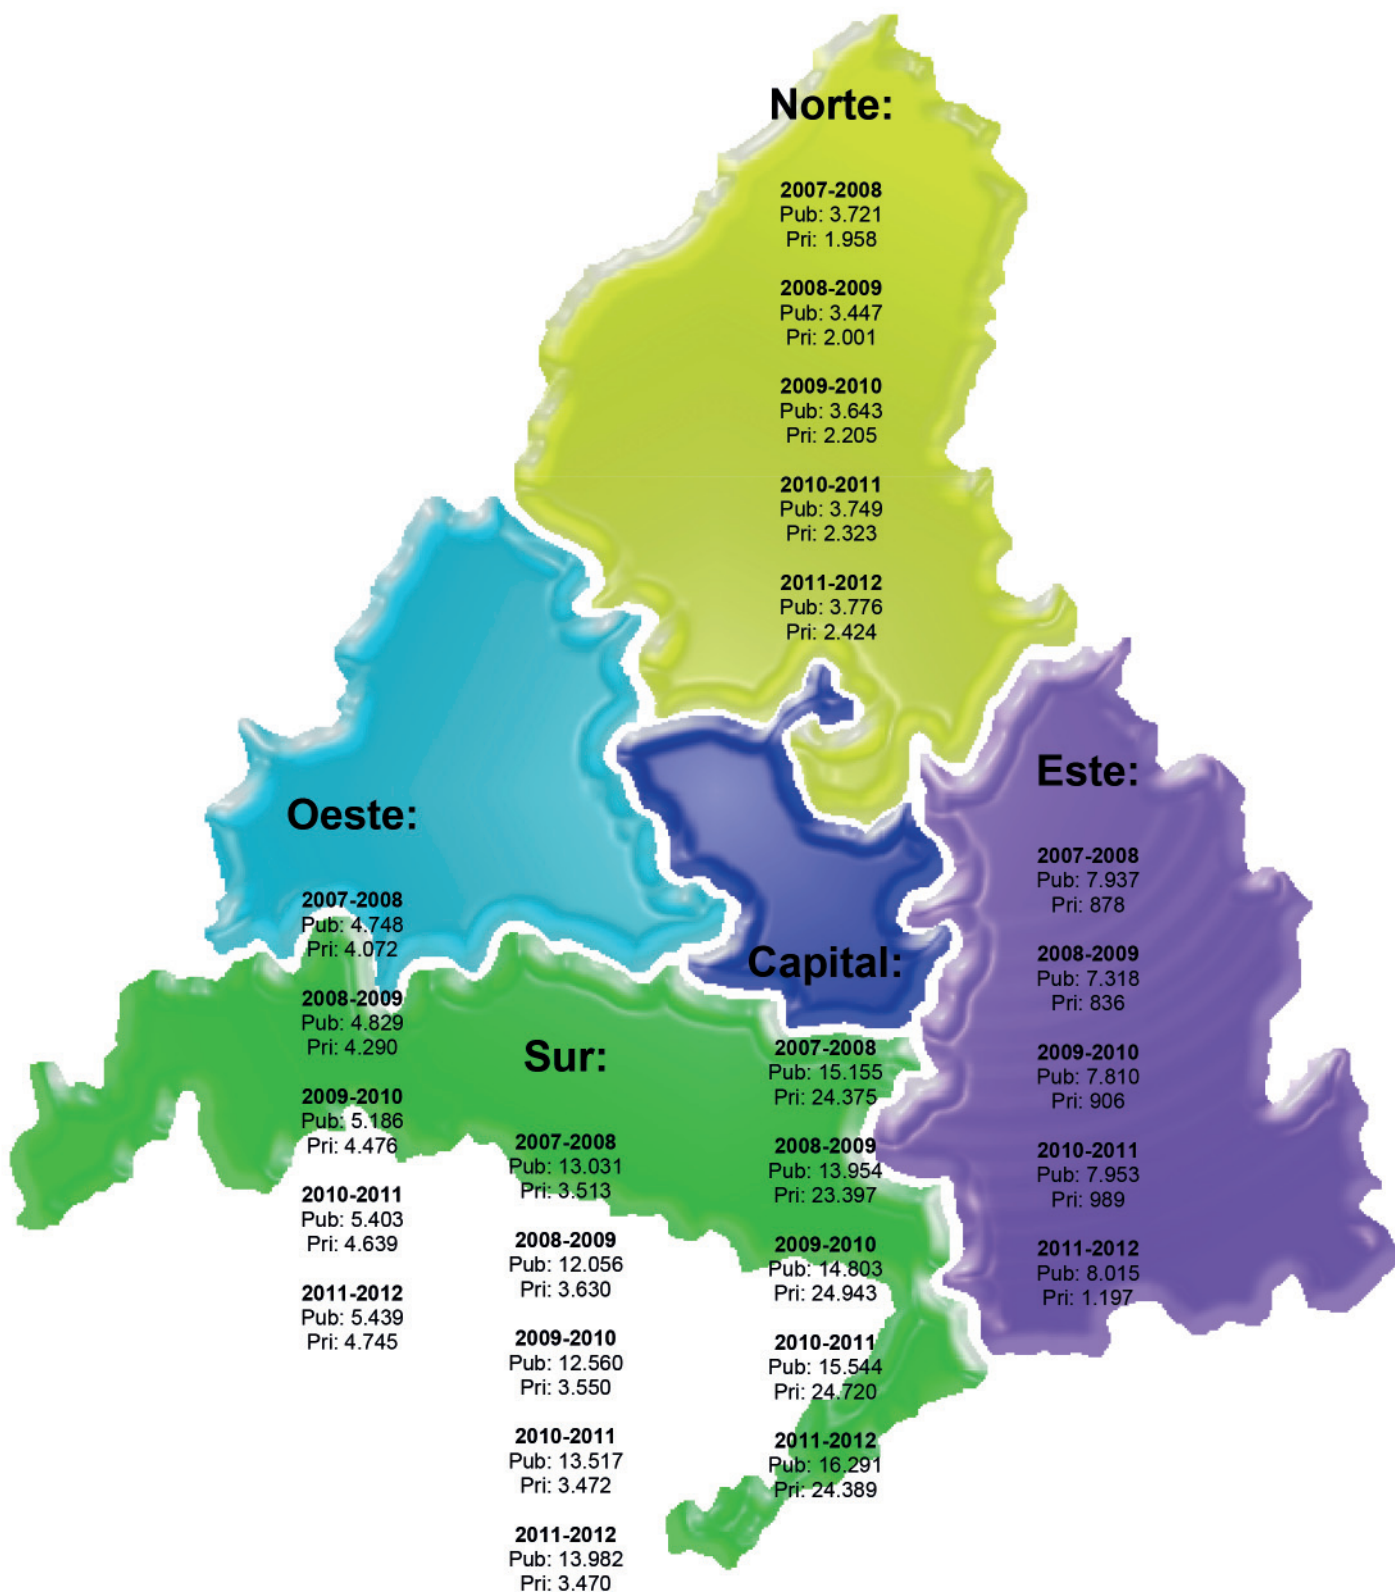 Norte:
2007-2008
Pub: 3.721
Pri: 1.958
2008-2009
Pub: 3.447
Pri: 2.001
2009-2010
Pub: 3.643
Pri: 2.205
2010-2011
Pub: 3.749
Pri: 2.323
2011-2012
Pub: 3.776
Pri: 2.424
Oeste:
2007-2008
Pub: 4.748
Pri: 4.072
2008-2009
Pub: 4.829
Pri: 4.290
2009-2010
Pub: 5.186
Pri: 4.476
2010-2011
Pub: 5.403
Pri: 4.639
2011-2012
Pub: 5.439
Pri: 4.745
Sur:
2007-2008
Pub: 13.031
Pri: 3.513
2008-2009
Pub: 12.056
Pri: 3.630
2009-2010
Pub: 12.560
Pri: 3.550
2010-2011
Pub: 13.517
Pri: 3.472
2011-2012
Pub: 13.982
Pri: 3.470
Capital:
2007-2008
Pub: 15.155
Pri: 24.375
2008-2009
Pub: 13.954
Pri: 23.397
2009-2010
Pub: 14.803
Pri: 24.943
2010-2011
Pub: 15.544
Pri: 24.720
2011-2012
Pub: 16.291
Pri: 24.389
Este:
2007-2008
Pub: 7.937
Pri: 878
2008-2009
Pub: 7.318
Pri: 836
2009-2010
Pub: 7.810
Pri: 906
2010-2011
Pub: 7.953
Pri: 989
2011-2012
Pub: 8.015
Pri: 1.197